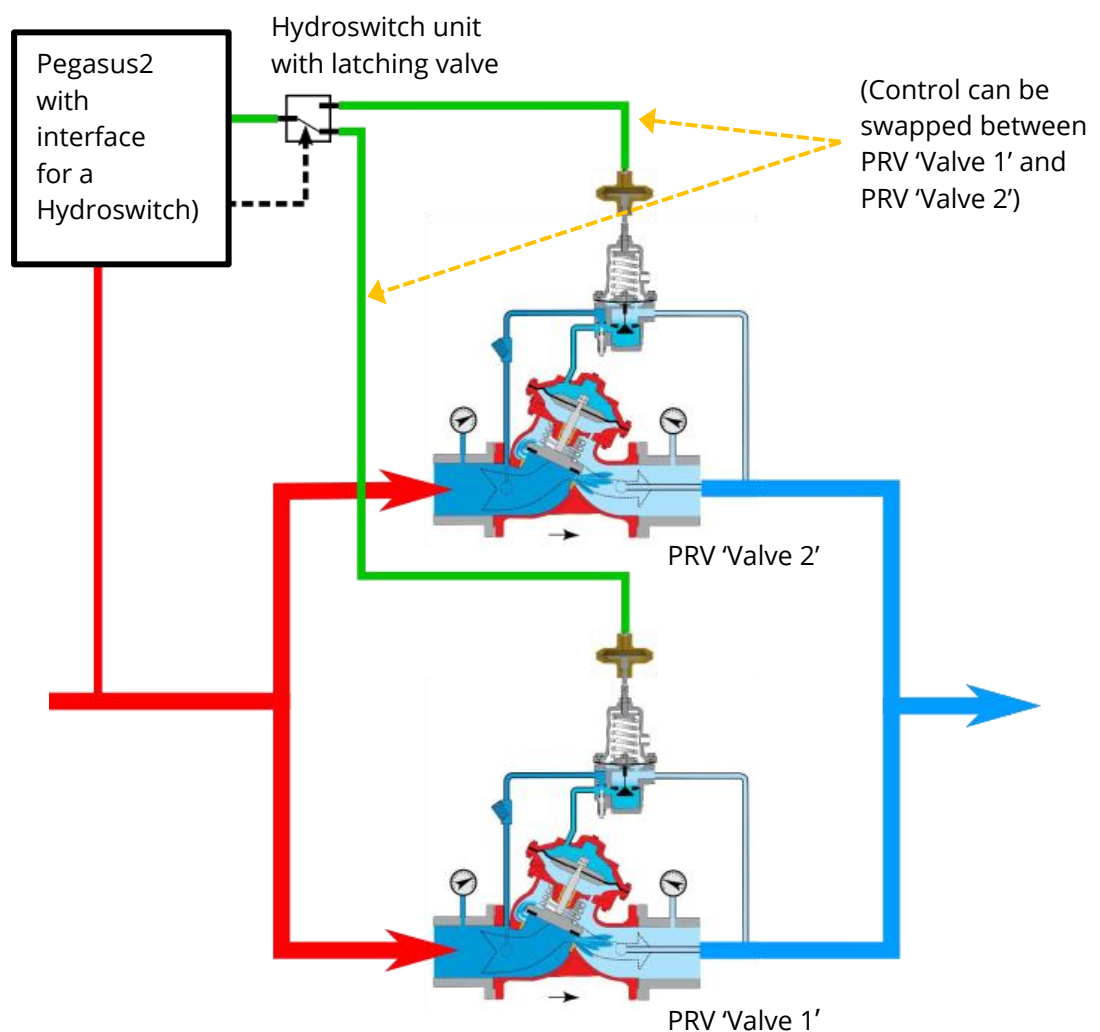 Pegasus2
with
interface
for a
Hydroswitch)
Hydroswitch unit
with latching valve
(Control can be
swapped between
PRV ‘Valve 1’ and
PRV ‘Valve 2’)
PRV ‘Valve 2’
PRV ‘Valve 1’